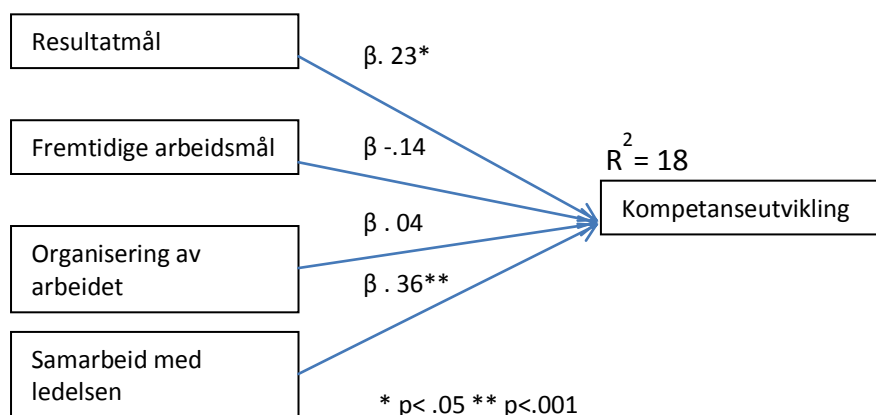 Resultatmål
β. 23*
Fremtidige arbeidsmål
β -.14
R² = 18
Kompetanseutvikling
β . 04
Organisering av
arbeidet
β . 36**
Samarbeid med
ledelsen
* p< .05 ** p<.001